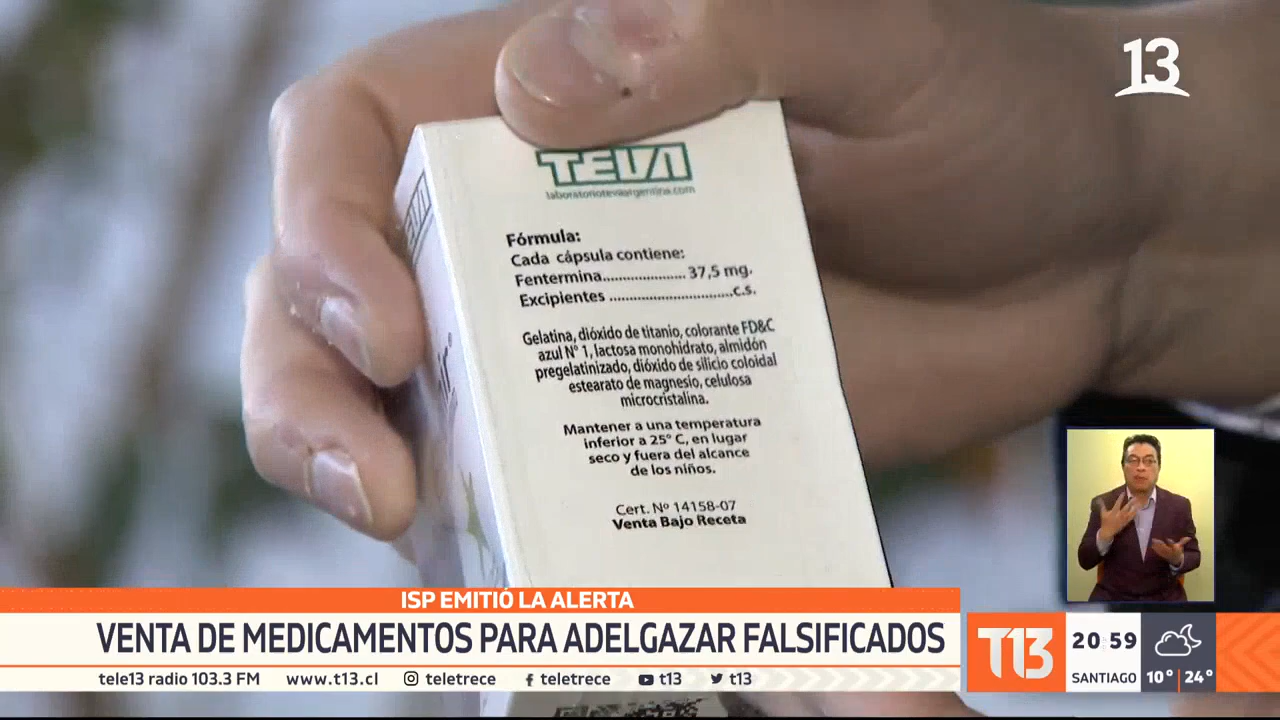 13
TEVA
laboratoriotevaargentina.com
Fórmula:
Cada cápsula contiene:
Fentermina..................... 37,5 mg.
Excipientes ..............................c.s.
Gelatina, dióxido de titanio, colorante FD&C
azul N° 1, lactosa monohidrato, almidón
pregelatinizado, dióxido de silicio coloidal
estearato de magnesio, celulosa
microcristalina.
Mantener a una temperatura
inferior a 25° C, en lugar
seco y fuera del alcance
de los niños.
Cert. Nº 14158-07
Venta Bajo Receta
ISP EMITIÓ LA ALERTA
VENTA DE MEDICAMENTOS PARA ADELGAZAR FALSIFICADOS
tele13 radio 103.3 FM www.t13.cl teletrece teletrece t13 t13
T13
20 59
SANTIAGO
10° 24°